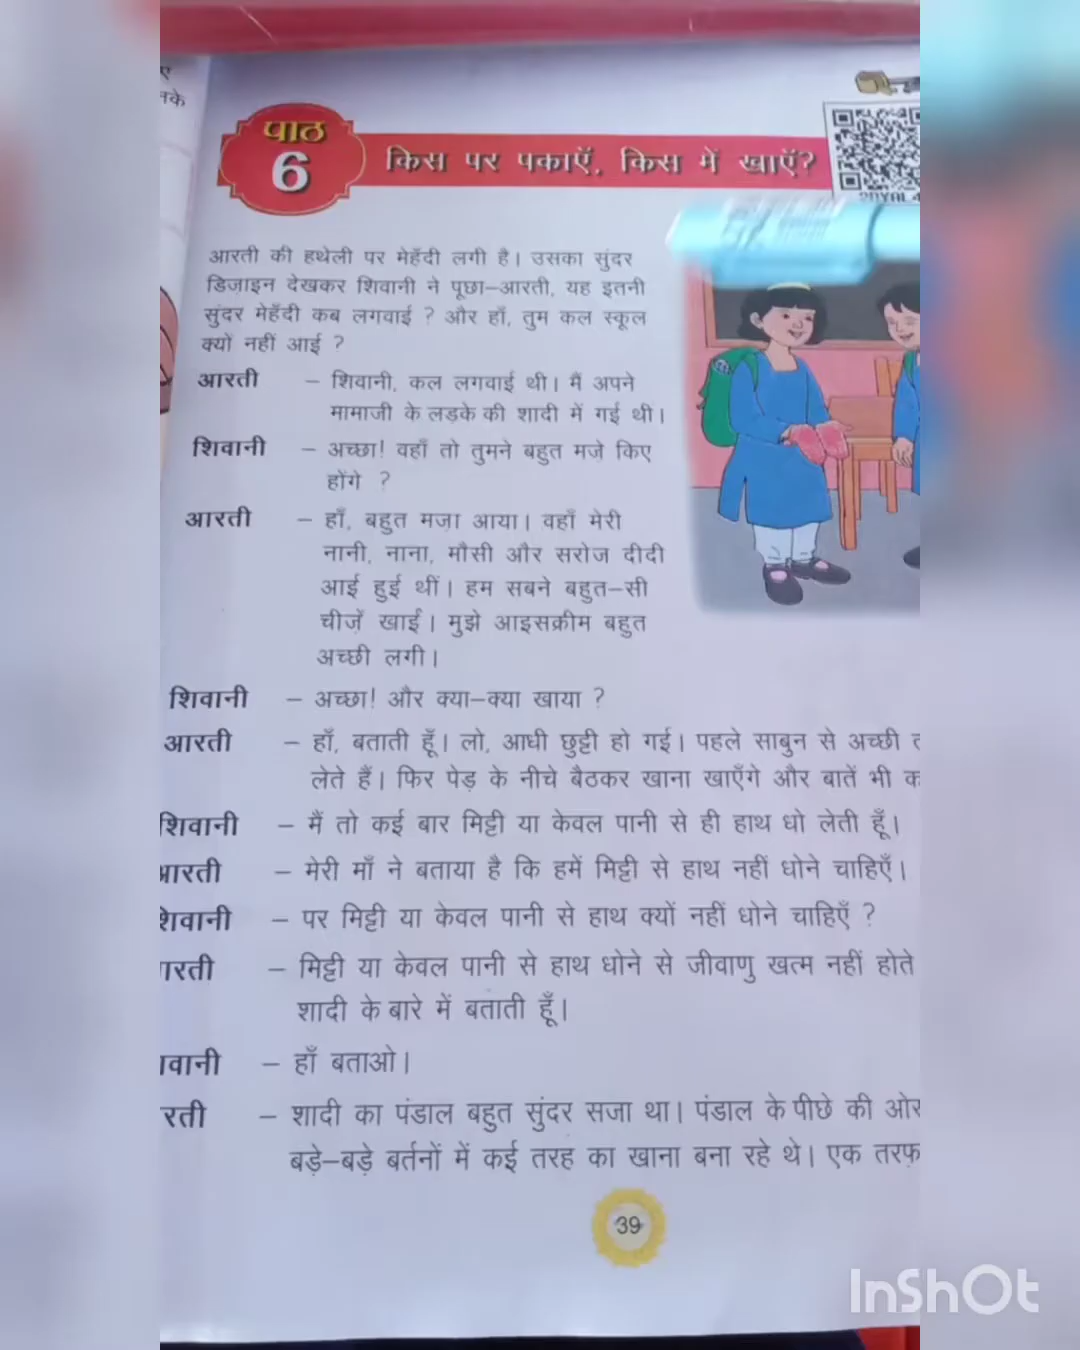 नके
पाठ
6
किस पर पकाएँ, किस में खाएँ?
आरती की हथेली पर मेहँदी लगी है। उसका सुंदर
डिज़ाइन देखकर शिवानी ने पूछा–आरती, यह इतनी
सुंदर मेहँदी कब लगवाई ? और हाँ, तुम कल स्कूल
क्यों नहीं आई ?
आरती – शिवानी, कल लगवाई थी। मैं अपने
मामाजी के लड़के की शादी में गई थी।
शिवानी – अच्छा! वहाँ तो तुमने बहुत मज़े किए
होंगे ?
आरती – हाँ, बहुत मज़ा आया। वहाँ मेरी
नानी, नाना, मौसी और सरोज दीदी
आई हुई थीं। हम सबने बहुत–सी
चीज़ें खाईं। मुझे आइसक्रीम बहुत
अच्छी लगी।
शिवानी – अच्छा! और क्या–क्या खाया ?
आरती – हाँ, बताती हूँ। लो, आधी छुट्टी हो गई। पहले साबुन से अच्छी त
लेते हैं। फिर पेड़ के नीचे बैठकर खाना खाएँगे और बातें भी क
शिवानी – मैं तो कई बार मिट्टी या केवल पानी से ही हाथ धो लेती हूँ।
आरती – मेरी माँ ने बताया है कि हमें मिट्टी से हाथ नहीं धोने चाहिएँ।
शिवानी – पर मिट्टी या केवल पानी से हाथ क्यों नहीं धोने चाहिएँ ?
ारती – मिट्टी या केवल पानी से हाथ धोने से जीवाणु खत्म नहीं होते
शादी के बारे में बताती हूँ।
वानी – हाँ बताओ।
रती – शादी का पंडाल बहुत सुंदर सजा था। पंडाल के पीछे की ओर
बड़े–बड़े बर्तनों में कई तरह का खाना बना रहे थे। एक तरफ़
39
InShOt